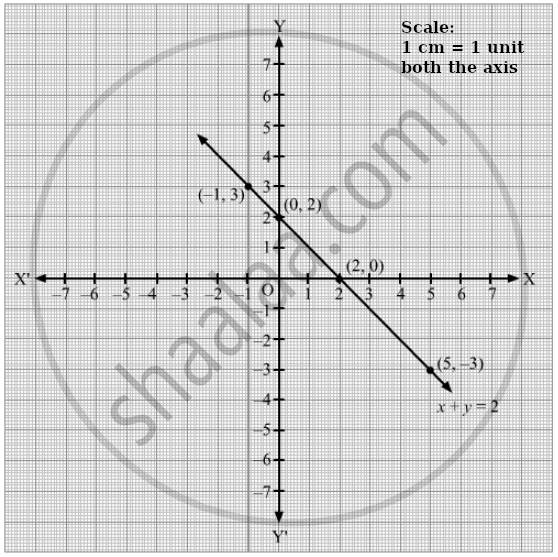 Y
Scale:
1 cm = 1 unit
both the axis
7
6
5
4
3
(–1, 3)
(0, 2)
2
1
(2, 0)
X' O X
–7 –6 –5 –4 –3 –2 –1 1 2 3 4 5 6 7
–1
–2
–3
(5, –3)
–4
x + y = 2
–5
–6
–7
Y'
shaalaa.com